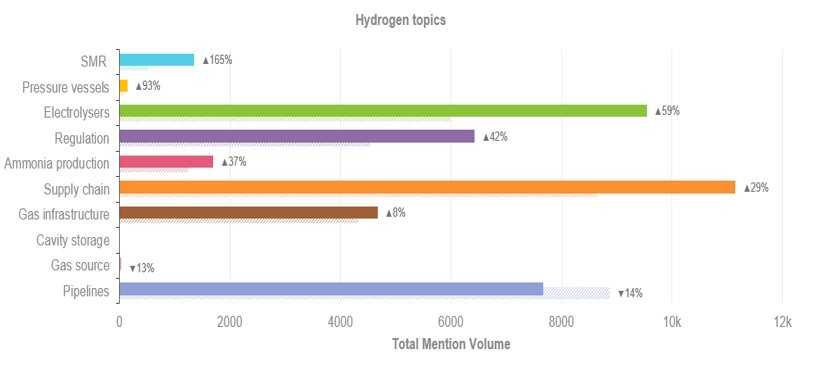 Hydrogen topics
SMR ▲165%
Pressure vessels ▲93%
Electrolysers ▲59%
Regulation ▲42%
Ammonia production ▲37%
Supply chain ▲29%
Gas infrastructure ▲8%
Cavity storage
Gas source ▼13%
Pipelines ▼14%
0 2000 4000 6000 8000 10k 12k
Total Mention Volume